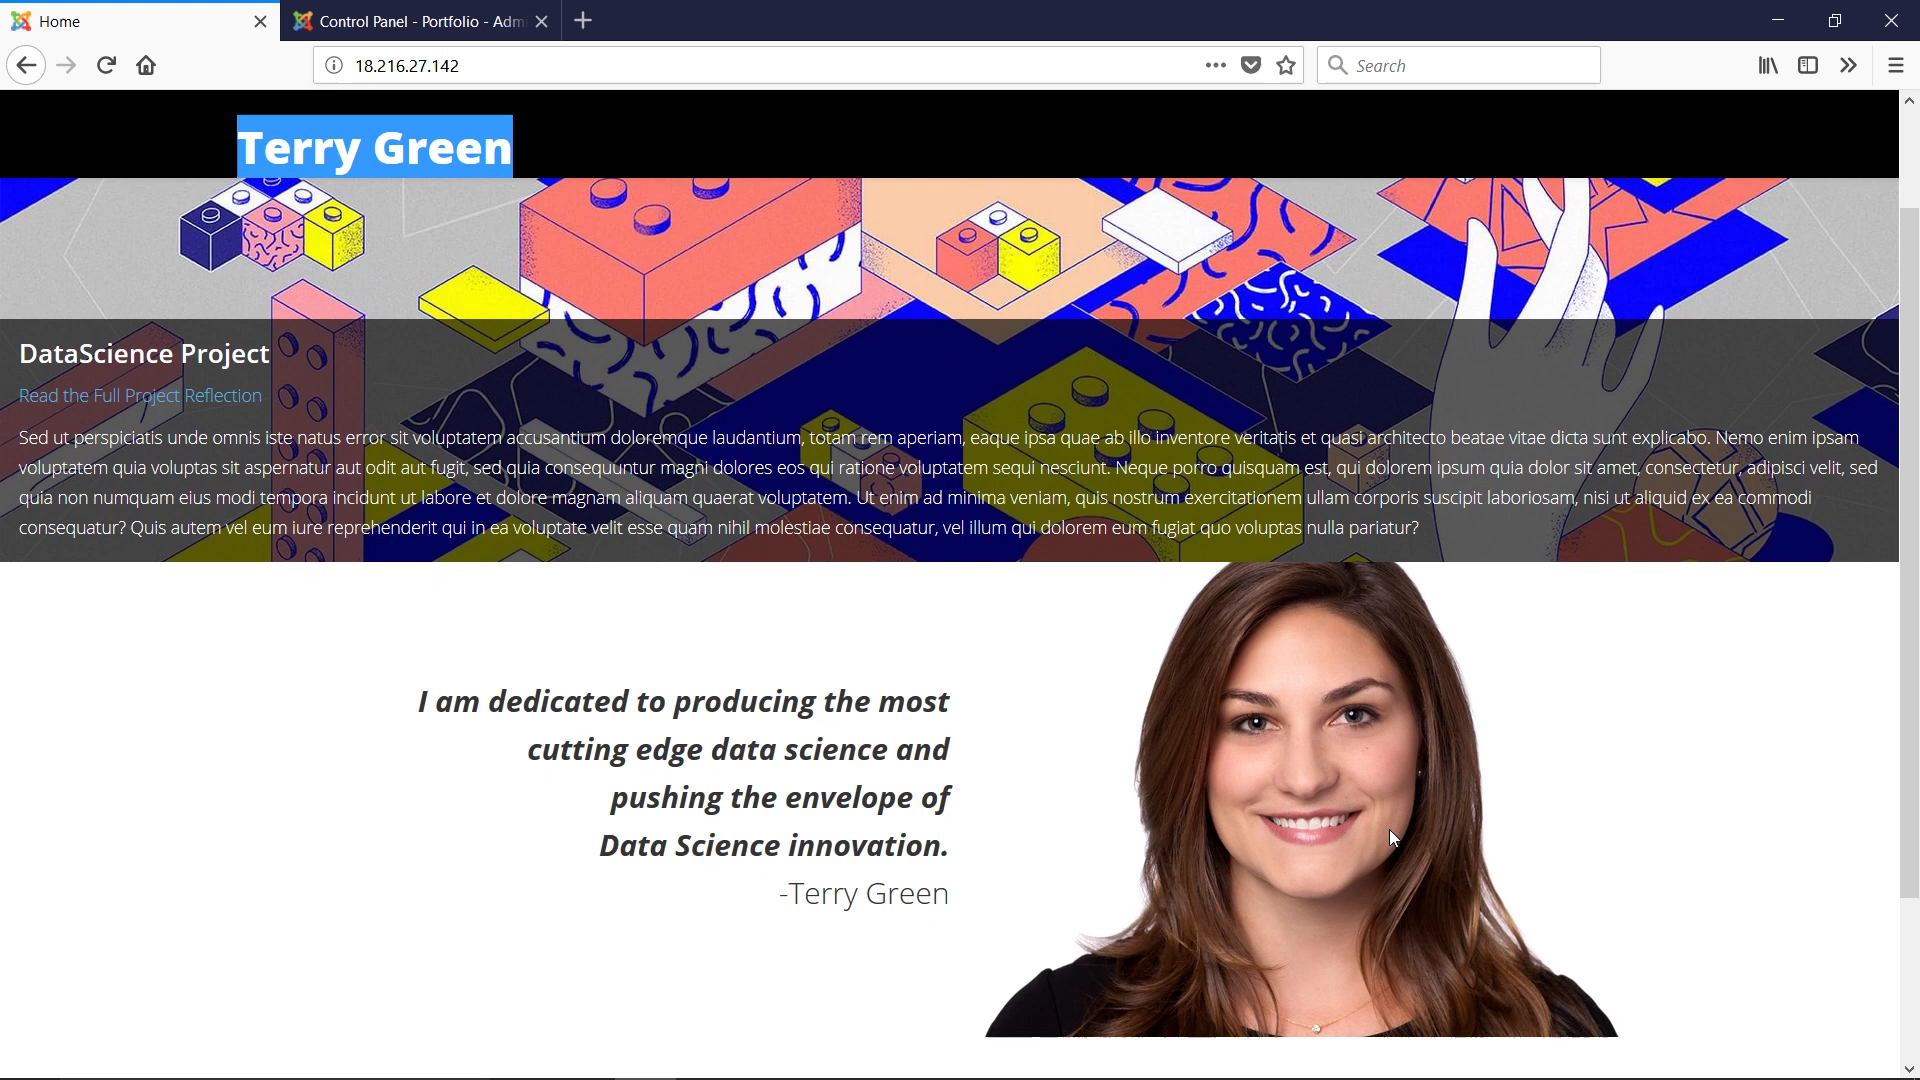 Home
Control Panel - Portfolio - Adm
18.216.27.142
Search
Terry Green
DataScience Project
Read the Full Project Reflection
Sed ut perspiciatis unde omnis iste natus error sit voluptatem accusantium doloremque laudantium, totam rem aperiam, eaque ipsa quae ab illo inventore veritatis et quasi architecto beatae vitae dicta sunt explicabo. Nemo enim ipsam
voluptatem quia voluptas sit aspernatur aut odit aut fugit, sed quia consequuntur magni dolores eos qui ratione voluptatem sequi nesciunt. Neque porro quisquam est, qui dolorem ipsum quia dolor sit amet, consectetur, adipisci velit, sed
quia non numquam eius modi tempora incidunt ut labore et dolore magnam aliquam quaerat voluptatem. Ut enim ad minima veniam, quis nostrum exercitationem ullam corporis suscipit laboriosam, nisi ut aliquid ex ea commodi
consequatur? Quis autem vel eum iure reprehenderit qui in ea voluptate velit esse quam nihil molestiae consequatur, vel illum qui dolorem eum fugiat quo voluptas nulla pariatur?
I am dedicated to producing the most
cutting edge data science and
pushing the envelope of
Data Science innovation.
-Terry Green